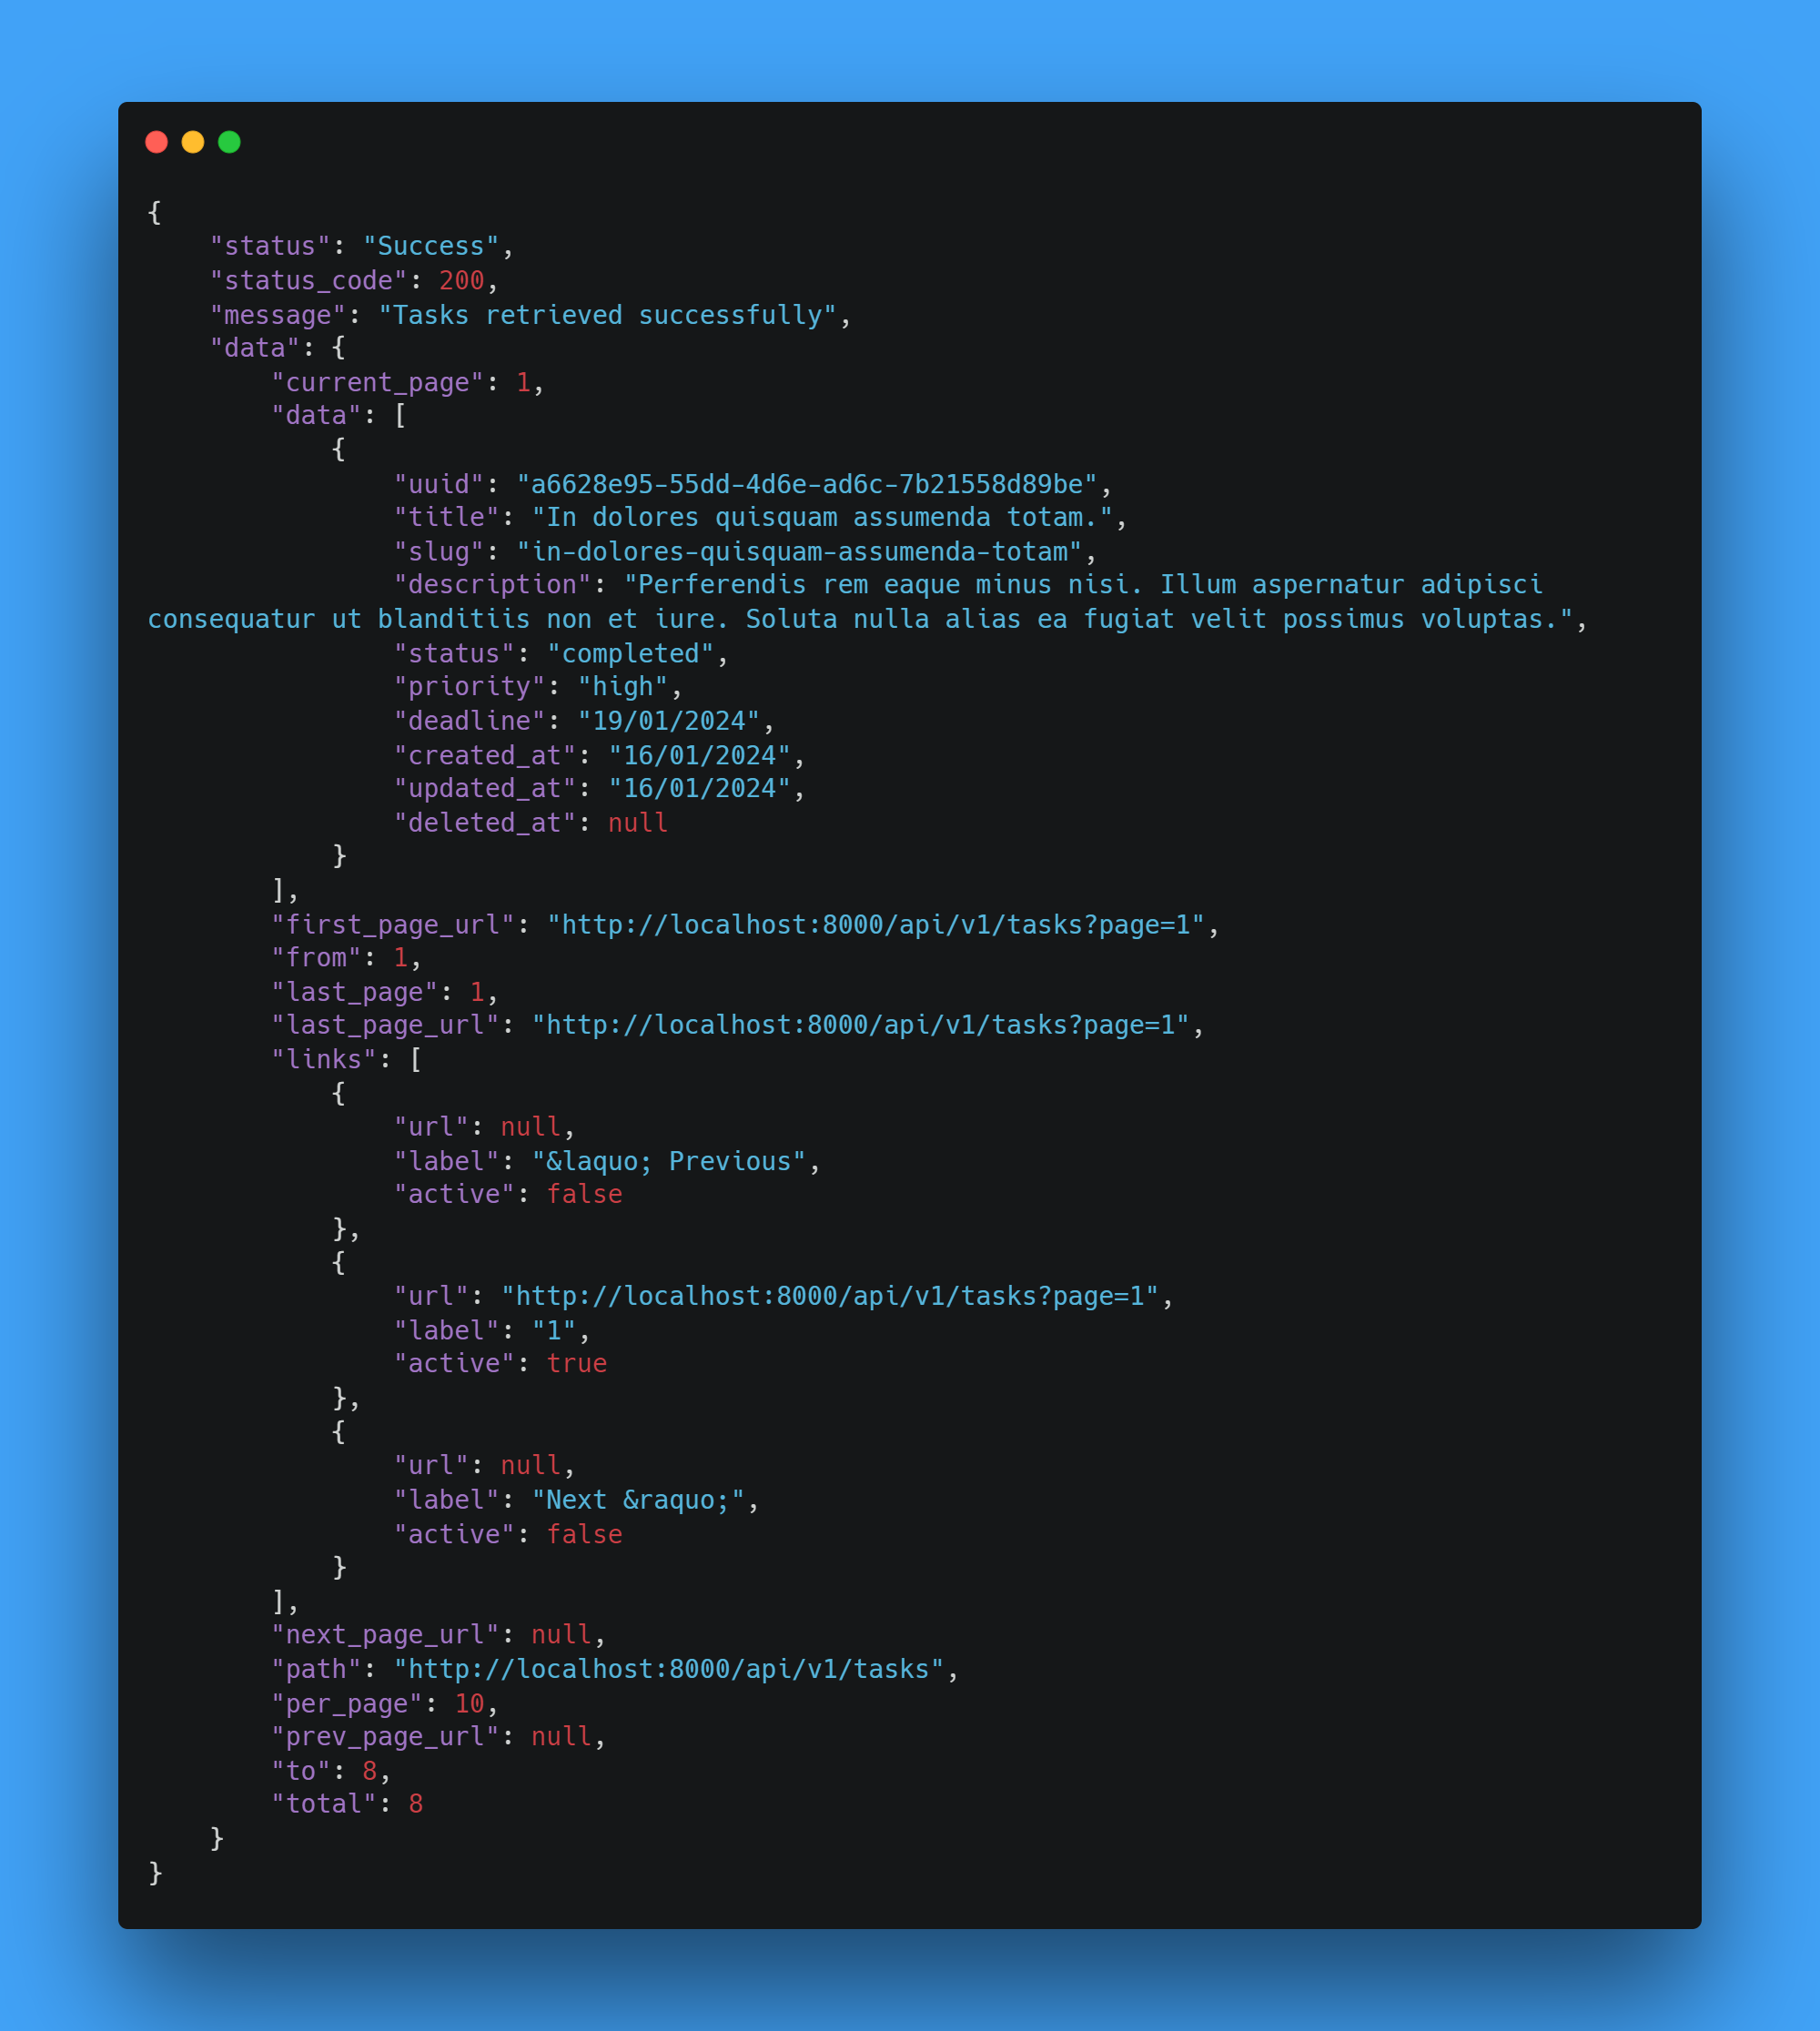 {
    "status": "Success",
    "status_code": 200,
    "message": "Tasks retrieved successfully",
    "data": {
        "current_page": 1,
        "data": [
            {
                "uuid": "a6628e95-55dd-4d6e-ad6c-7b21558d89be",
                "title": "In dolores quisquam assumenda totam.",
                "slug": "in-dolores-quisquam-assumenda-totam",
                "description": "Perferendis rem eaque minus nisi. Illum aspernatur adipisci
consequatur ut blanditiis non et iure. Soluta nulla alias ea fugiat velit possimus voluptas.",
                "status": "completed",
                "priority": "high",
                "deadline": "19/01/2024",
                "created_at": "16/01/2024",
                "updated_at": "16/01/2024",
                "deleted_at": null
            }
        ],
        "first_page_url": "http://localhost:8000/api/v1/tasks?page=1",
        "from": 1,
        "last_page": 1,
        "last_page_url": "http://localhost:8000/api/v1/tasks?page=1",
        "links": [
            {
                "url": null,
                "label": "&laquo; Previous",
                "active": false
            },
            {
                "url": "http://localhost:8000/api/v1/tasks?page=1",
                "label": "1",
                "active": true
            },
            {
                "url": null,
                "label": "Next &raquo;",
                "active": false
            }
        ],
        "next_page_url": null,
        "path": "http://localhost:8000/api/v1/tasks",
        "per_page": 10,
        "prev_page_url": null,
        "to": 8,
        "total": 8
    }
}